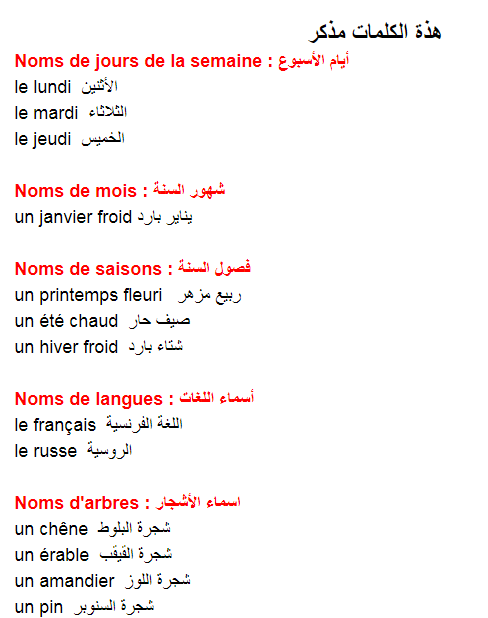 هذة الكلمات مذكر
Noms de jours de la semaine : أيام الأسبوع
le lundi الأثنين
le mardi الثلاثاء
le jeudi الخميس
Noms de mois : شهور السنة
un janvier froid يناير بارد
Noms de saisons : فصول السنة
un printemps fleuri ربيع مزهر
un été chaud صيف حار
un hiver froid شتاء بارد
Noms de langues : أسماء اللغات
le français اللغة الفرنسية
le russe الروسية
Noms d'arbres : اسماء الأشجار
un chêne شجرة البلوط
un érable شجرة القيقب
un amandier شجرة اللوز
un pin شجرة السنوبر